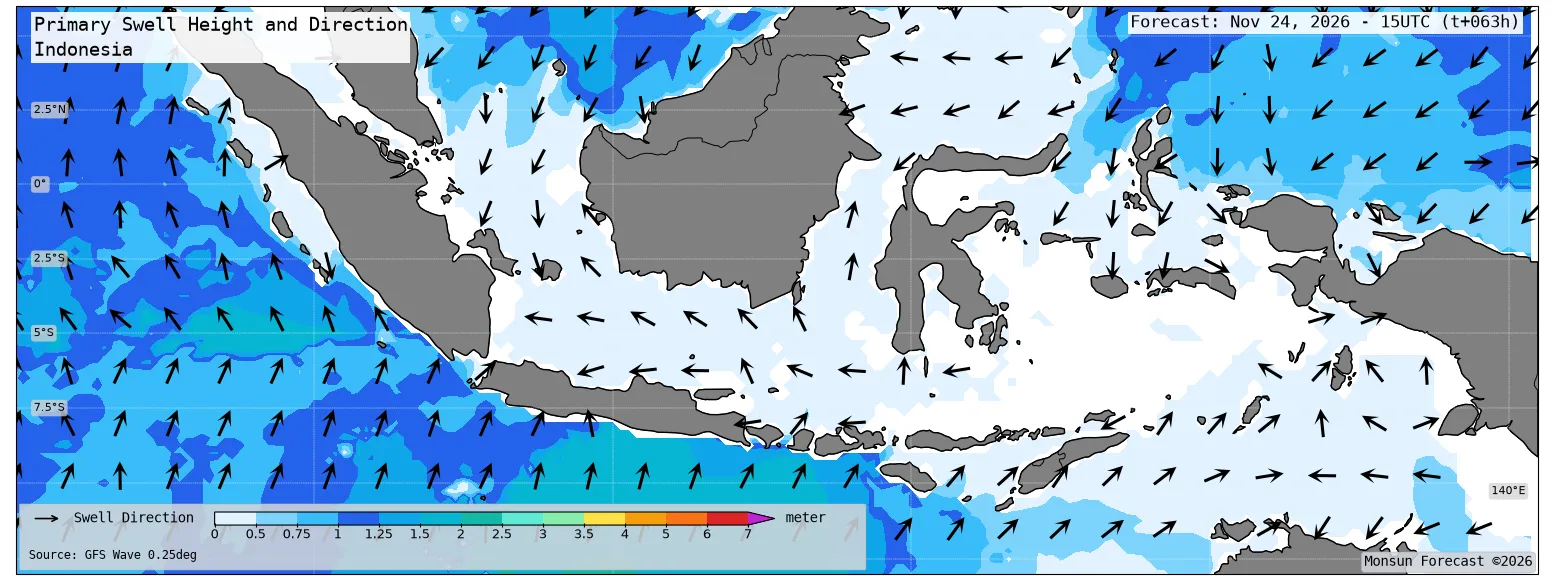 Primary Swell Height and Direction
Indonesia
Forecast: Nov 24, 2026 - 15UTC (t+063h)
2.5°N
0°
2.5°S
5°S
7.5°S
140°E
Swell Direction
0 0.5 0.75 1 1.25 1.5 2 2.5 3 3.5 4 5 6 7
meter
Source: GFS Wave 0.25deg
Monsun Forecast ©2026